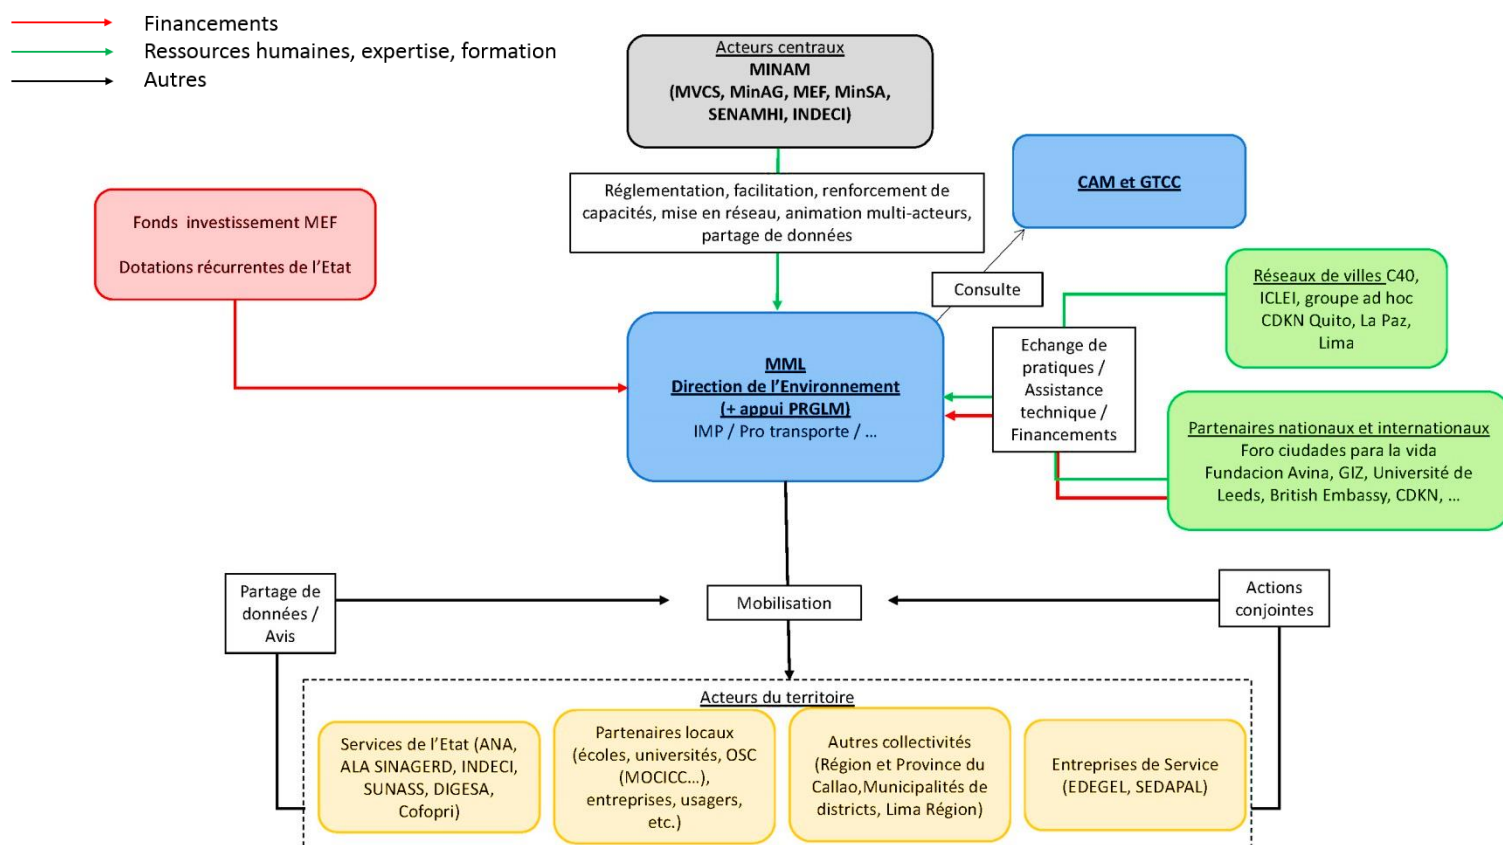 Financements
Ressources humaines, expertise, formation
Autres
Acteurs centraux
MINAM
(MVCS, MinAG, MEF, MinSA,
SENAMHI, INDECI)
Réglementation, facilitation, renforcement de
capacités, mise en réseau, animation multi-acteurs,
partage de données
CAM et GTCC
Fonds investissement MEF
Dotations récurrentes de l'Etat
Consulte
Réseaux de villes C40,
ICLEI, groupe ad hoc
CDKN Quito, La Paz,
Lima
MML
Direction de l'Environnement
(+ appui PRGLM)
IMP / Pro transporte / ...
Echange de
pratiques /
Assistance
technique /
Financements
Partenaires nationaux et internationaux
Foro ciudades para la vida
Fundacion Avina, GIZ, Université de
Leeds, British Embassy, CDKN, ...
Partage de
données /
Avis
Mobilisation
Actions
conjointes
Acteurs du territoire
Services de l'Etat (ANA,
ALA SINAGERD, INDECI,
SUNASS, DIGESA,
Cofopri)
Partenaires locaux
(écoles, universités, OSC
(MOCICC...),
entreprises, usagers,
etc.)
Autres collectivités
(Région et Province du
Callao,Municipalités de
districts, Lima Région)
Entreprises de Service
(EDEGEL, SEDAPAL)